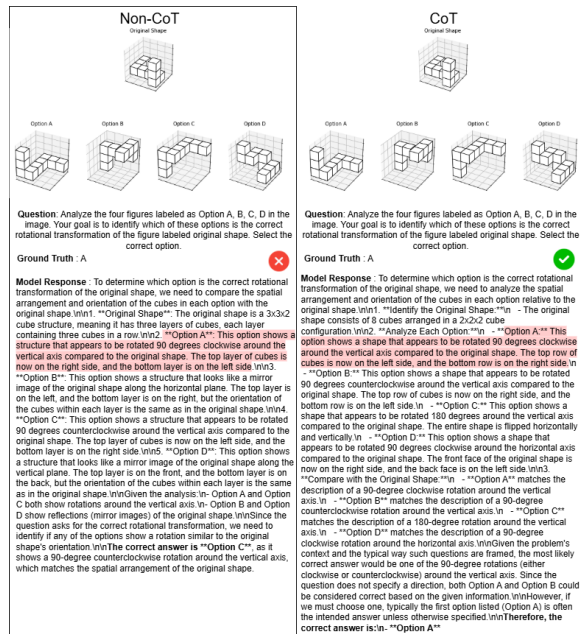 Non-CoT
Original Shape
Option A
Option B
Option C
Option D
Question: Analyze the four figures labeled as Option A, B, C, D in the
image. Your goal is to identify which of these options is the correct
rotational transformation of the figure labeled original shape. Select the
correct option.
Ground Truth : A
Model Response : To determine which option is the correct rotational
transformation of the original shape, we need to compare the spatial
arrangement and orientation of the cubes in each option with the
original shape.\n\n1. **Original Shape**: The original shape is a 3x3x2
cube structure, meaning it has three layers of cubes, each layer
containing three cubes in a row.\n\n2. **Option A**: This option shows a
structure that appears to be rotated 90 degrees clockwise around the
vertical axis compared to the original shape. The top layer of cubes is
now on the right side, and the bottom layer is on the left side.\n\n3.
**Option B**: This option shows a structure that looks like a mirror
image of the original shape along the horizontal plane. The top layer is
on the left, and the bottom layer is on the right, but the orientation of
the cubes within each layer is the same as in the original shape.\n\n4.
**Option C**: This option shows a structure that appears to be rotated
90 degrees counterclockwise around the vertical axis compared to the
original shape. The top layer of cubes is now on the left side, and the
bottom layer is on the right side.\n\n5. **Option D**: This option shows
a structure that looks like a mirror image of the original shape along the
vertical plane. The top layer is on the front, and the bottom layer is on
the back, but the orientation of the cubes within each layer is the same
as in the original shape.\n\nGiven the analysis:\n- Option A and Option
C both show rotations around the vertical axis.\n- Option B and Option
D show reflections (mirror images) of the original shape.\n\nSince the
question asks for the correct rotational transformation, we need to
identify if any of the options show a rotation similar to the original
shape's orientation.\n\nThe correct answer is **Option C**, as it
shows a 90-degree counterclockwise rotation around the vertical axis,
which matches the spatial arrangement of the original shape.
CoT
Original Shape
Option A
Option B
Option C
Option D
Question: Analyze the four figures labeled as Option A, B, C, D in the
image. Your goal is to identify which of these options is the correct
rotational transformation of the figure labeled original shape. Select the
correct option.
Ground Truth : A
Model Response : To determine which option is the correct rotational
transformation of the original shape, we need to analyze the spatial
arrangement and orientation of the cubes in each option relative to the
original shape.\n\n1. **Identify the Original Shape:**\n - The original
shape consists of 8 cubes arranged in a 2x2x2 cube
configuration.\n\n2. **Analyze Each Option:**\n - **Option A:** This
option shows a shape that appears to be rotated 90 degrees clockwise
around the vertical axis compared to the original shape. The top row of
cubes is now on the left side, and the bottom row is on the right side.\n
- **Option B:** This option shows a shape that appears to be rotated
90 degrees counterclockwise around the vertical axis compared to the
original shape. The top row of cubes is now on the right side, and the
bottom row is on the left side.\n - **Option C:** This option shows a
shape that appears to be rotated 180 degrees around the vertical axis
compared to the original shape. The entire shape is flipped horizontally
and vertically.\n - **Option D:** This option shows a shape that
appears to be rotated 90 degrees clockwise around the horizontal axis
compared to the original shape. The front face of the original shape is
now on the right side, and the back face is on the left side.\n\n3.
**Compare with the Original Shape:**\n - **Option A** matches the
description of a 90-degree clockwise rotation around the vertical
axis.\n - **Option B** matches the description of a 90-degree
counterclockwise rotation around the vertical axis.\n - **Option C**
matches the description of a 180-degree rotation around the vertical
axis.\n - **Option D** matches the description of a 90-degree
clockwise rotation around the horizontal axis.\n\nGiven the problem's
context and the typical way such questions are framed, the most likely
correct answer would be one of the 90-degree rotations (either
clockwise or counterclockwise) around the vertical axis. Since the
question does not specify a direction, both Option A and Option B could
be considered correct based on the given information.\n\nHowever, if
we must choose one, typically the first option listed (Option A) is often
the intended answer unless otherwise specified.\n\nTherefore, the
correct answer is:\n- **Option A**